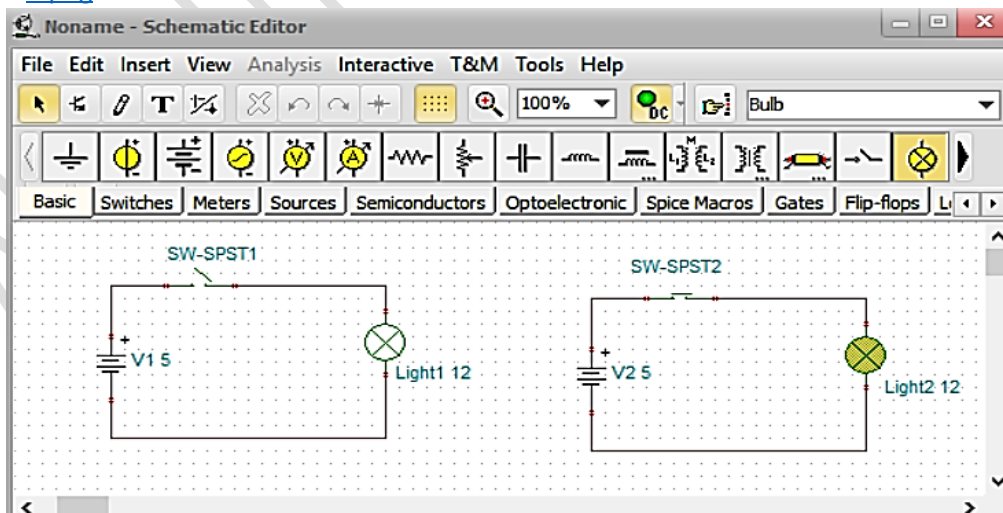 Noname - Schematic Editor
File Edit Insert View Analysis Interactive T&M Tools Help
T 100% DC Bulb
Basic Switches Meters Sources Semiconductors Optoelectronic Spice Macros Gates Flip-flops
SW-SPST1
SW-SPST2
V1 5
Light1 12
V2 5
Light2 12